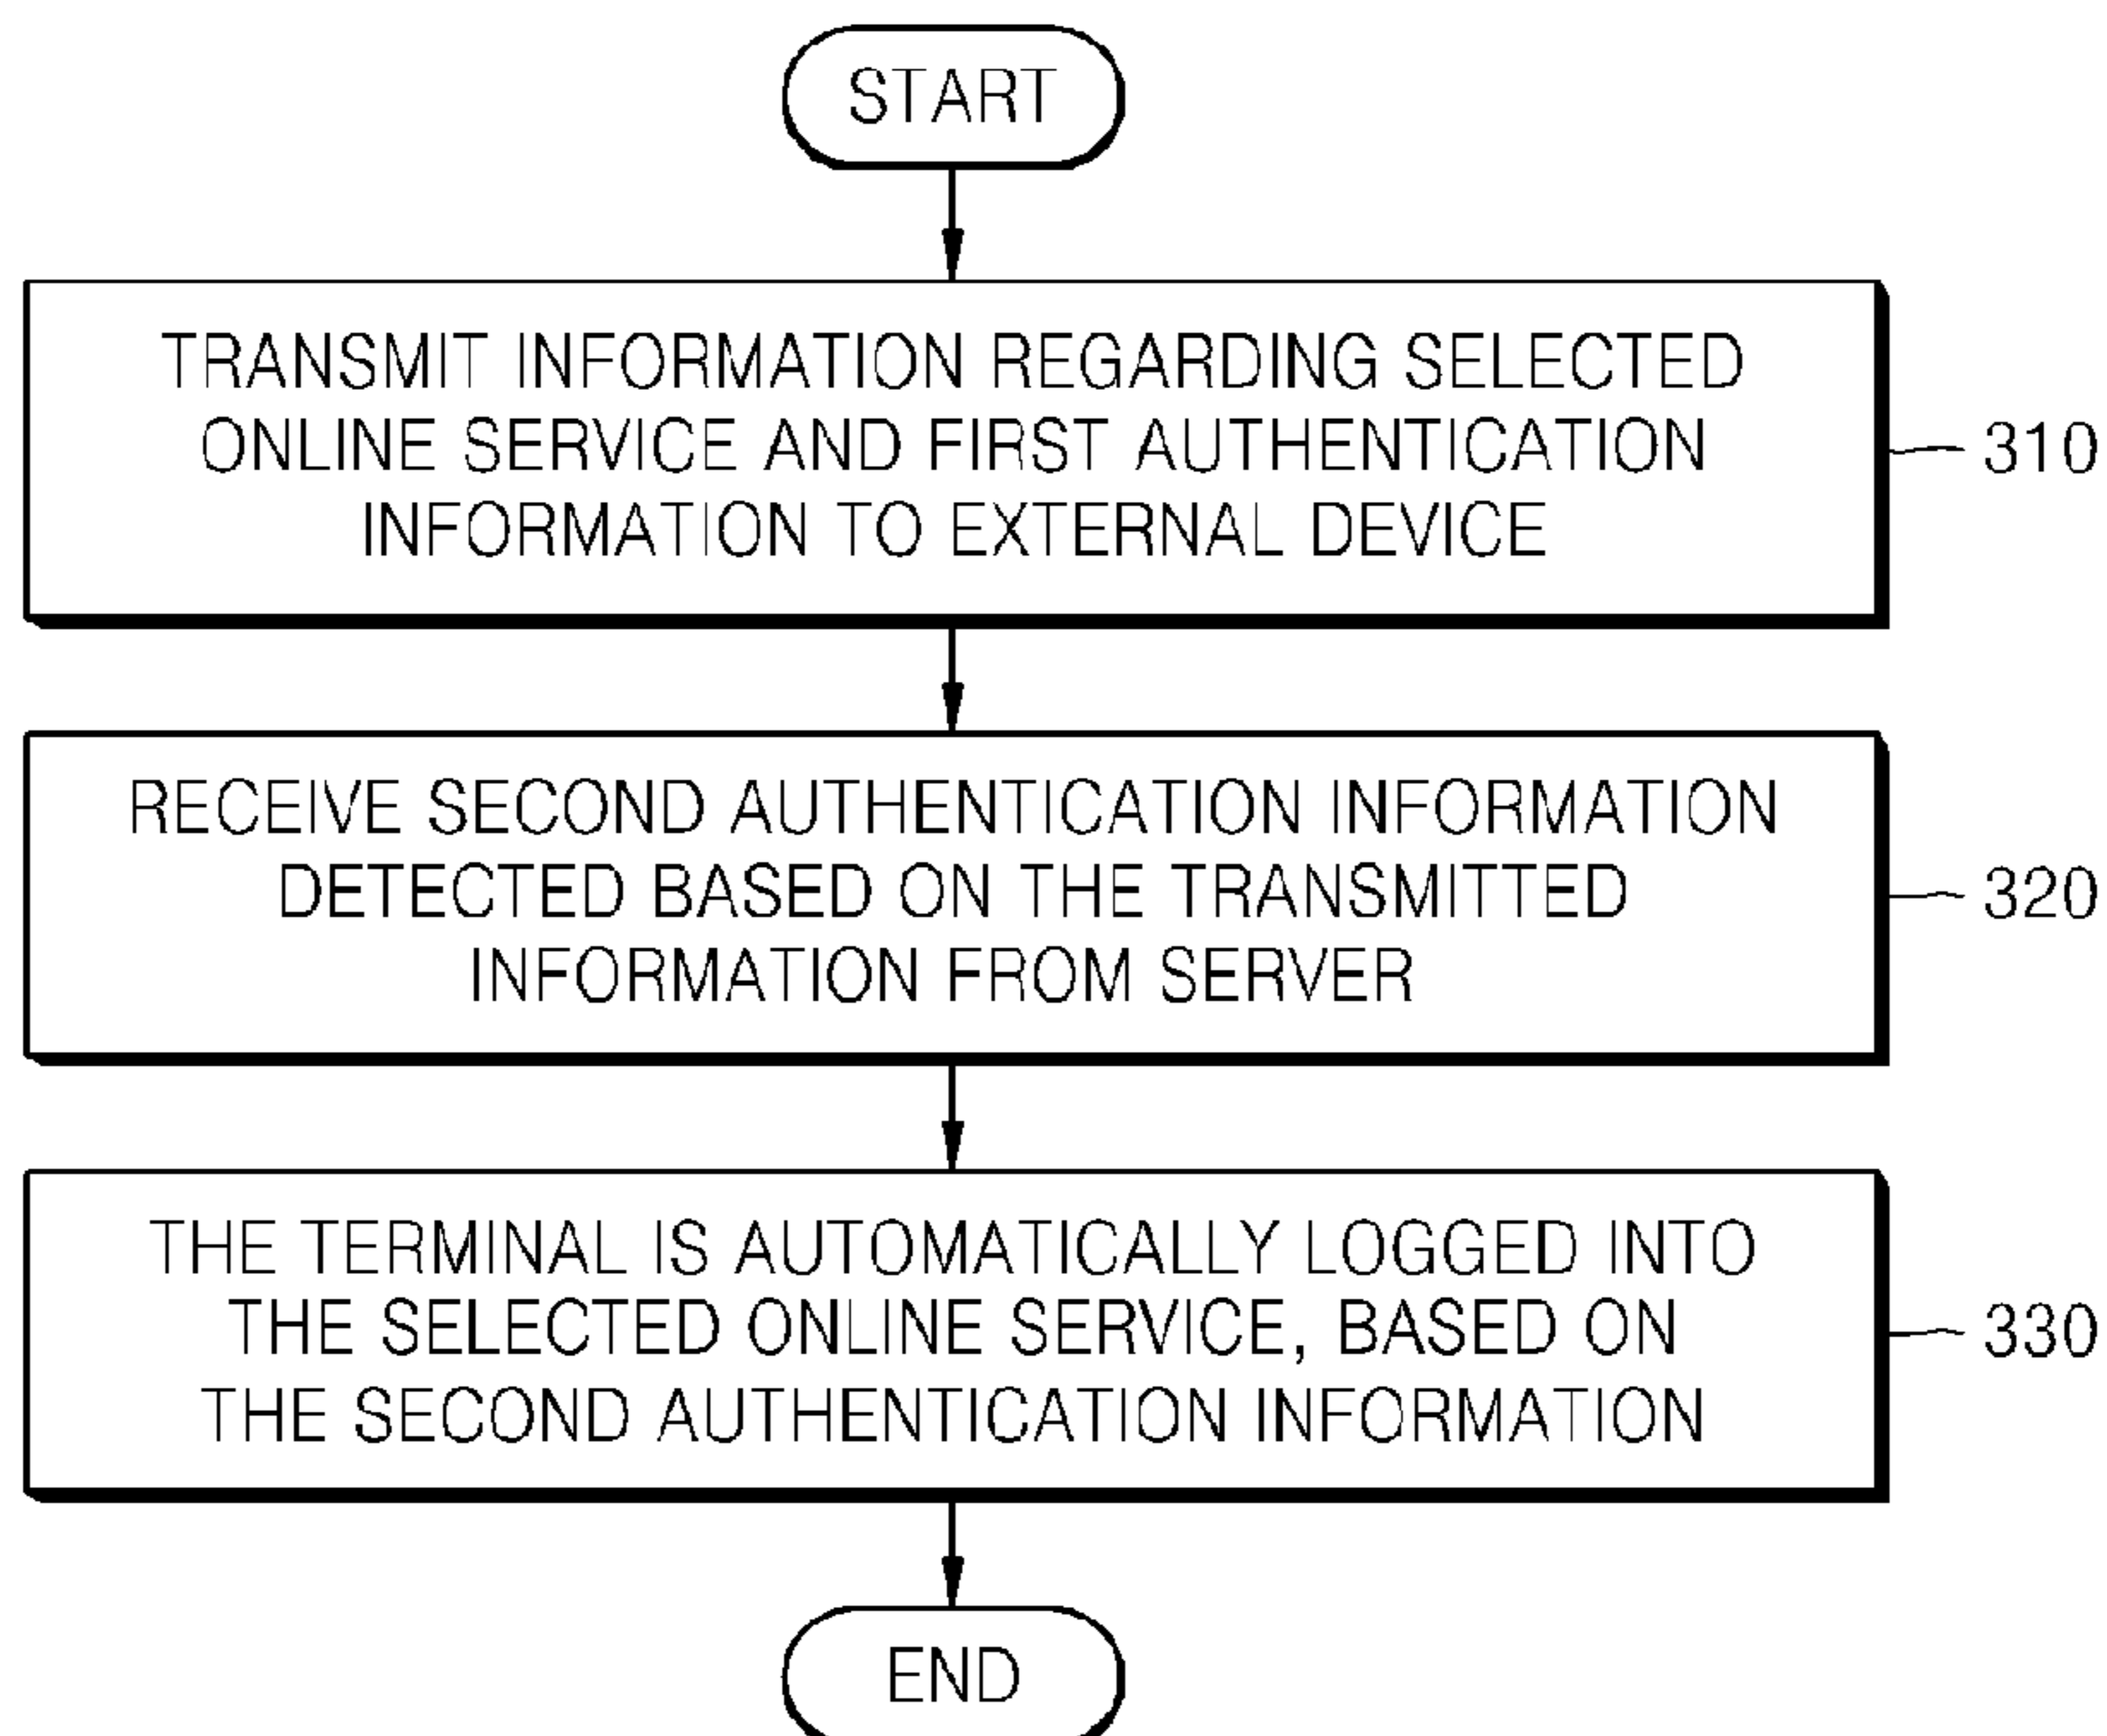 START
TRANSMIT INFORMATION REGARDING SELECTED
ONLINE SERVICE AND FIRST AUTHENTICATION
INFORMATION TO EXTERNAL DEVICE
310
RECEIVE SECOND AUTHENTICATION INFORMATION
DETECTED BASED ON THE TRANSMITTED
INFORMATION FROM SERVER
320
THE TERMINAL IS AUTOMATICALLY LOGGED INTO
THE SELECTED ONLINE SERVICE, BASED ON
THE SECOND AUTHENTICATION INFORMATION
330
END